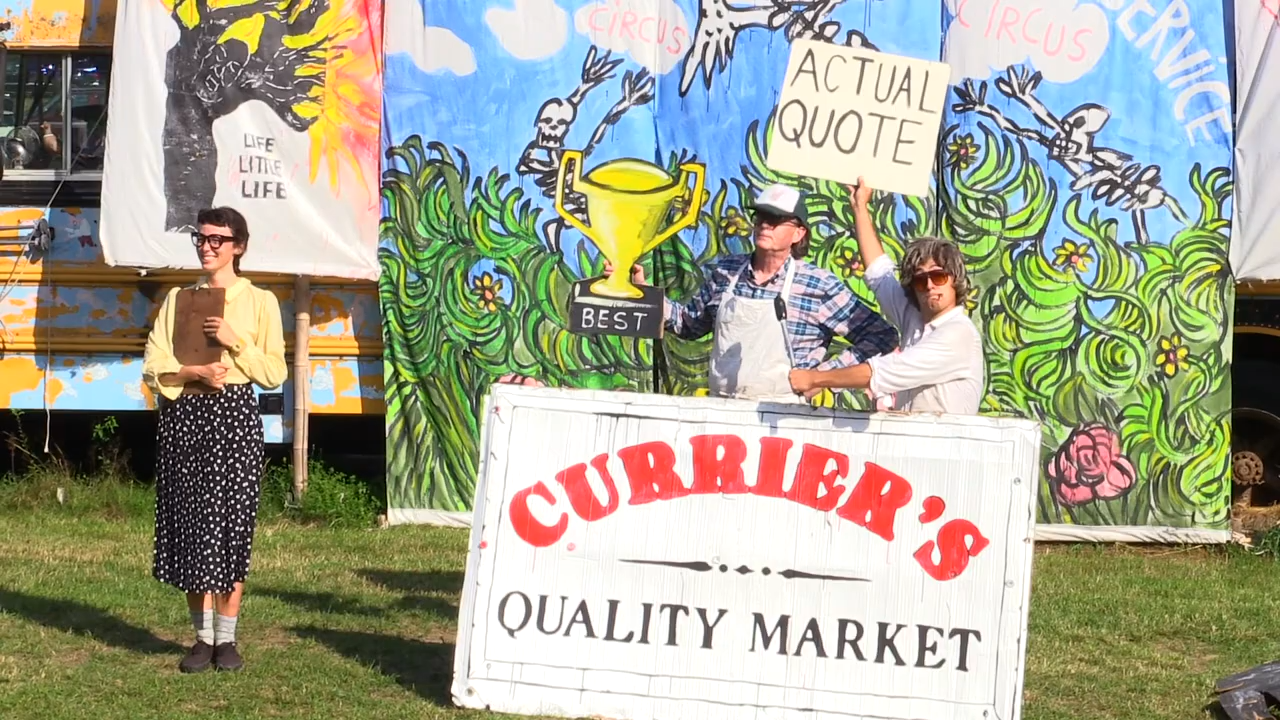 CIRCUS
CIRCUS
SERVICE
ACTUAL
QUOTE
LIFE
LITTLE
LIFE
BEST
CURRIER'S
QUALITY MARKET